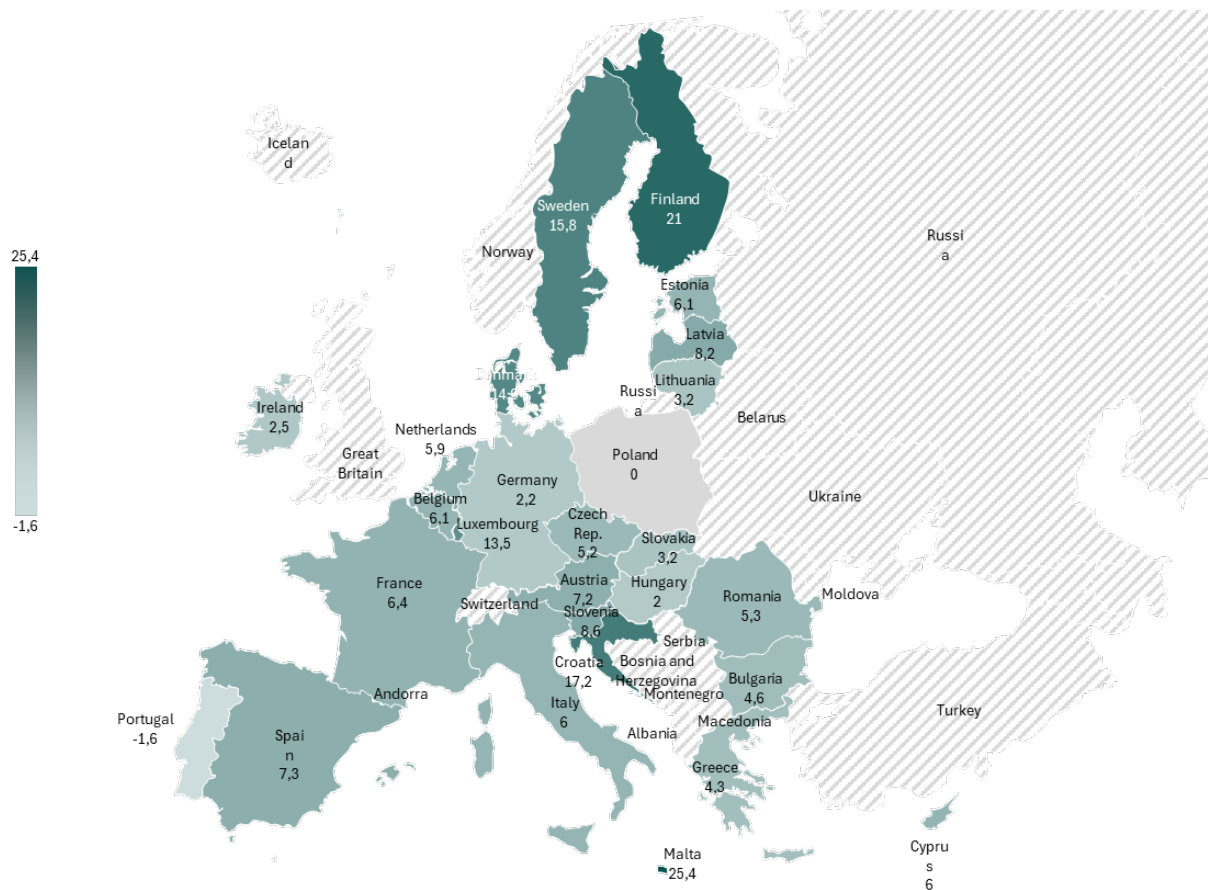 Icelan
d
Finland
21
Sweden
15,8
Russi
a
Norway
25,4
-1,6
Estonia
6,1
Latvia
8,2
Lithuania
3,2
Russi
a
Belarus
Ireland
2,5
Great
Britain
Netherlands
5,9
Poland
0
Germany
2,2
Ukraine
Belgium
6,1
Luxembourg
13,5
Czech
Rep.
5,2
Slovakia
3,2
France
6,4
Switzerland
Austria
7,2
Hungary
2
Slovenia
8,6
Romania
5,3
Moldova
Serbia
Croatia
17,2
Bosnia and
Herzegovina
Montenegro
Bulgaria
4,6
Andorra
Italy
6
Portugal
-1,6
Spai
n
7,3
Albania
Macedonia
Turkey
Greece
4,3
Malta
25,4
Cypru
s
6